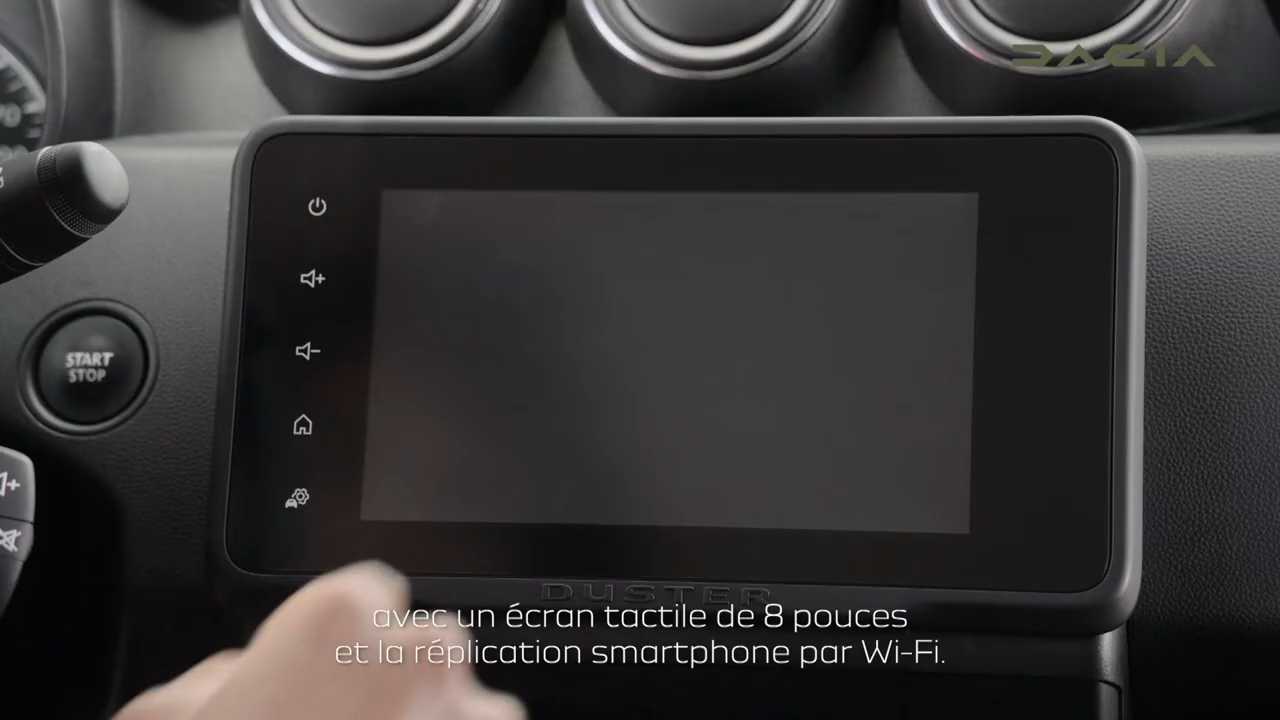 DACIA
START
STOP
DUSTER
avec un écran tactile de 8 pouces
et la réplication smartphone par Wi-Fi.